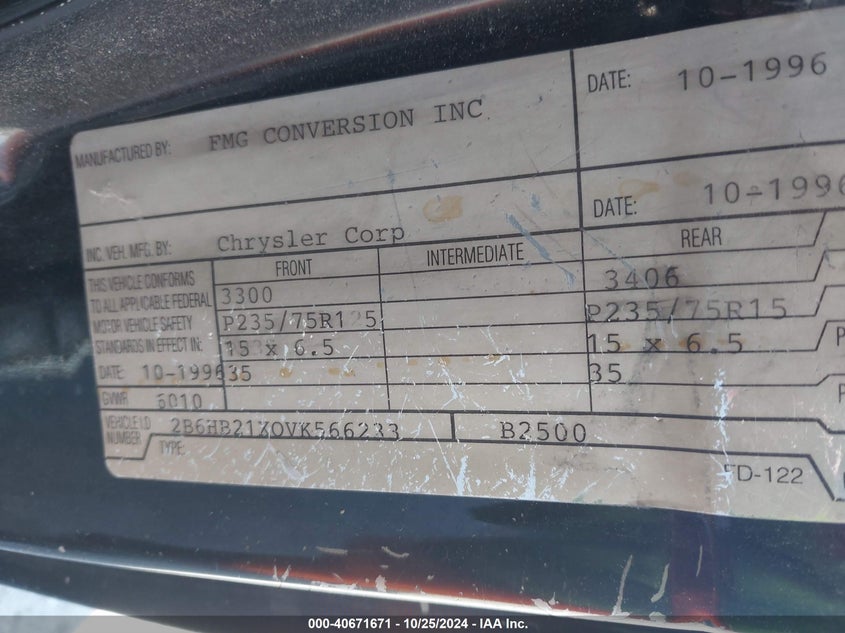 MANUFACTURED BY: FMG CONVERSION INC DATE: 10-1996
INC. VEH. MFG. BY: Chrysler Corp DATE: 10-1996
THIS VEHICLE CONFORMS FRONT INTERMEDIATE REAR
TO ALL APPLICABLE FEDERAL 3300 3406
MOTOR VEHICLE SAFETY P235/75R15 P235/75R15
STANDARDS IN EFFECT IN: 15 x 6.5 15 x 6.5
DATE: 10-1996 35 35
GVWR 6010
VEHICLE I.D. NUMBER 2B6HB21X0VK566233 B2500
TYPE:
FD-122
000-40671671 - 10/25/2024 - IAA Inc.